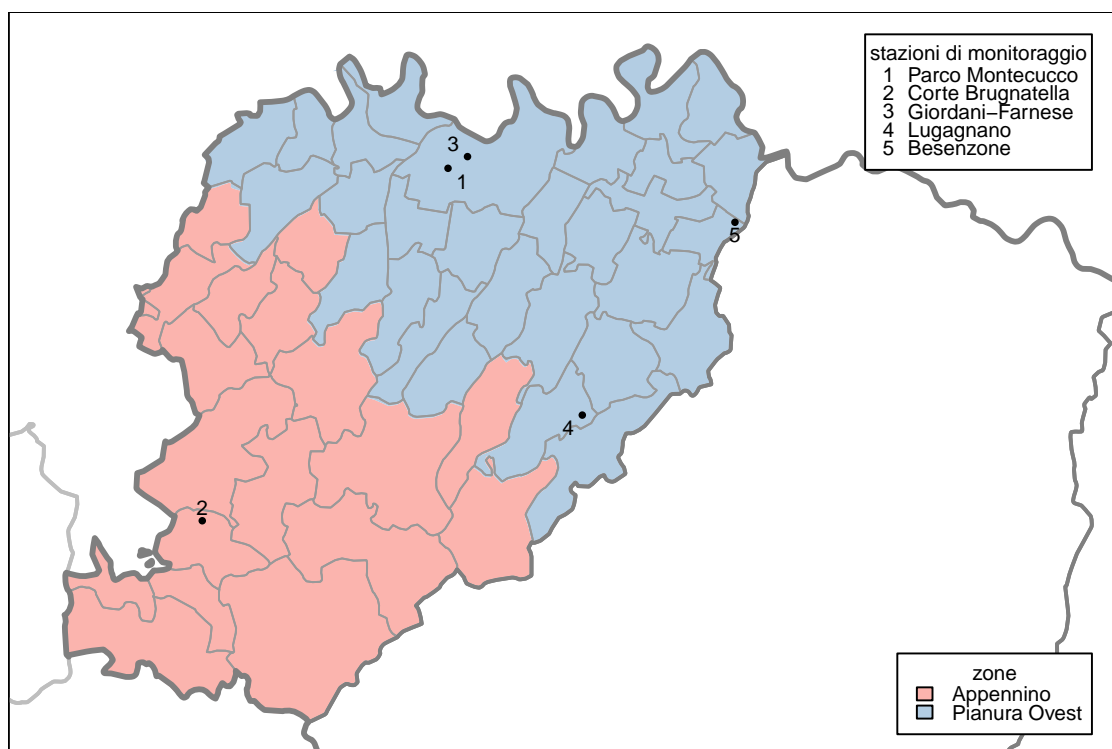 stazioni di monitoraggio
1 Parco Montecucco
2 Corte Brugnatella
3 Giordani−Farnese
4 Lugagnano
5 Besenzone
3
1
5
4
2
zone
Appennino
Pianura Ovest